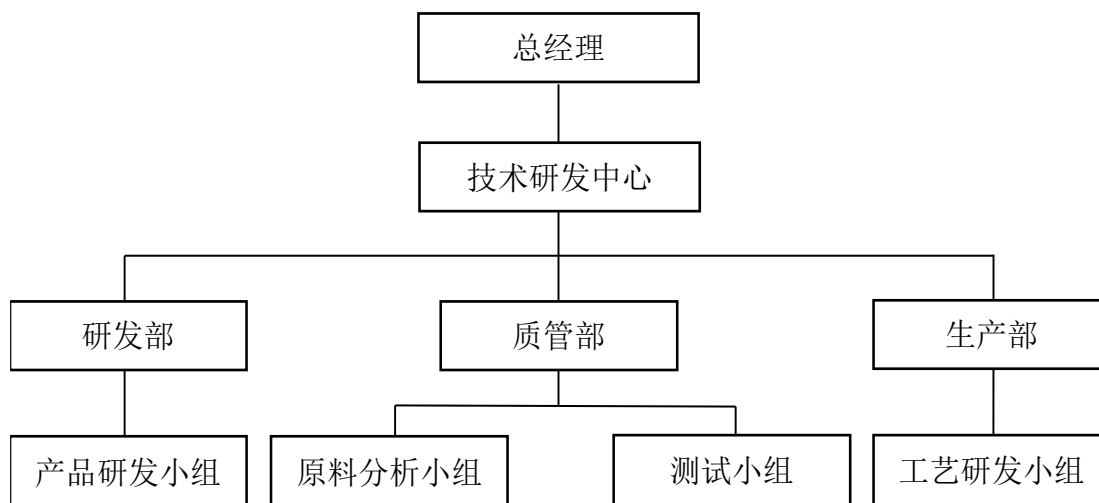 总经理
技术研发中心
研发部
质管部
生产部
产品研发小组
原料分析小组
测试小组
工艺研发小组